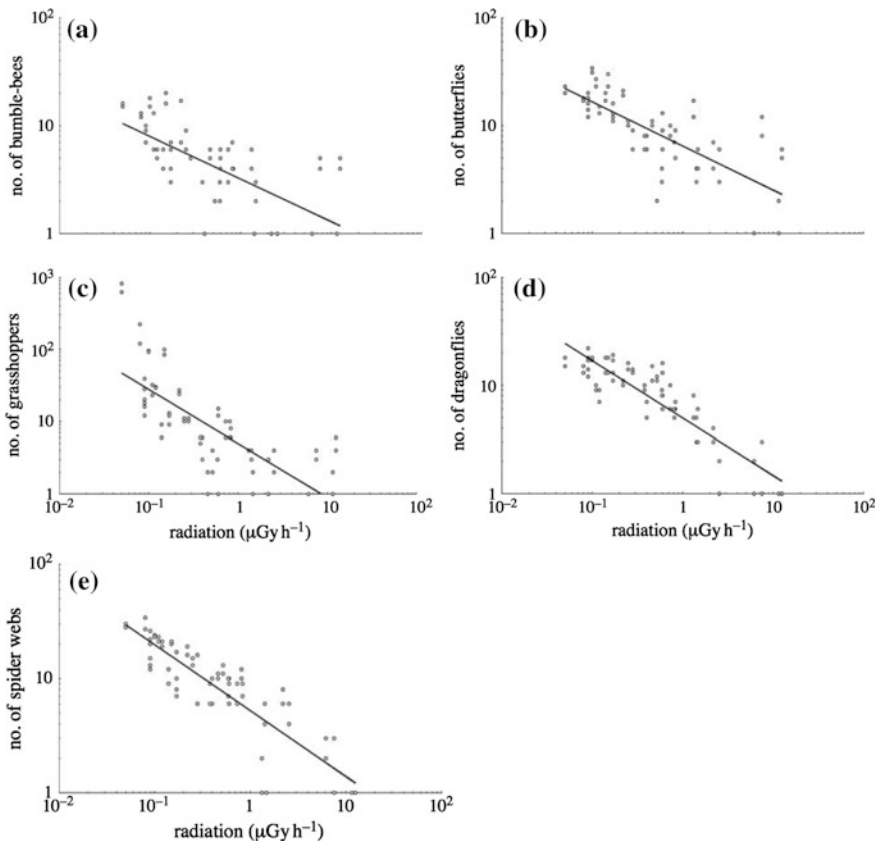 (a)
10²
10
1
no. of bumble-bees
(b)
10²
10
1
no. of butterflies
(c)
10³
10²
10
1
no. of grasshoppers
10⁻²
10⁻¹
1
10
10²
radiation (μGy h⁻¹)
(d)
10²
10
1
no. of dragonflies
10⁻²
10⁻¹
1
10
10²
radiation (μGy h⁻¹)
(e)
10²
10
1
no. of spider webs
10⁻²
10⁻¹
1
10
10²
radiation (μGy h⁻¹)